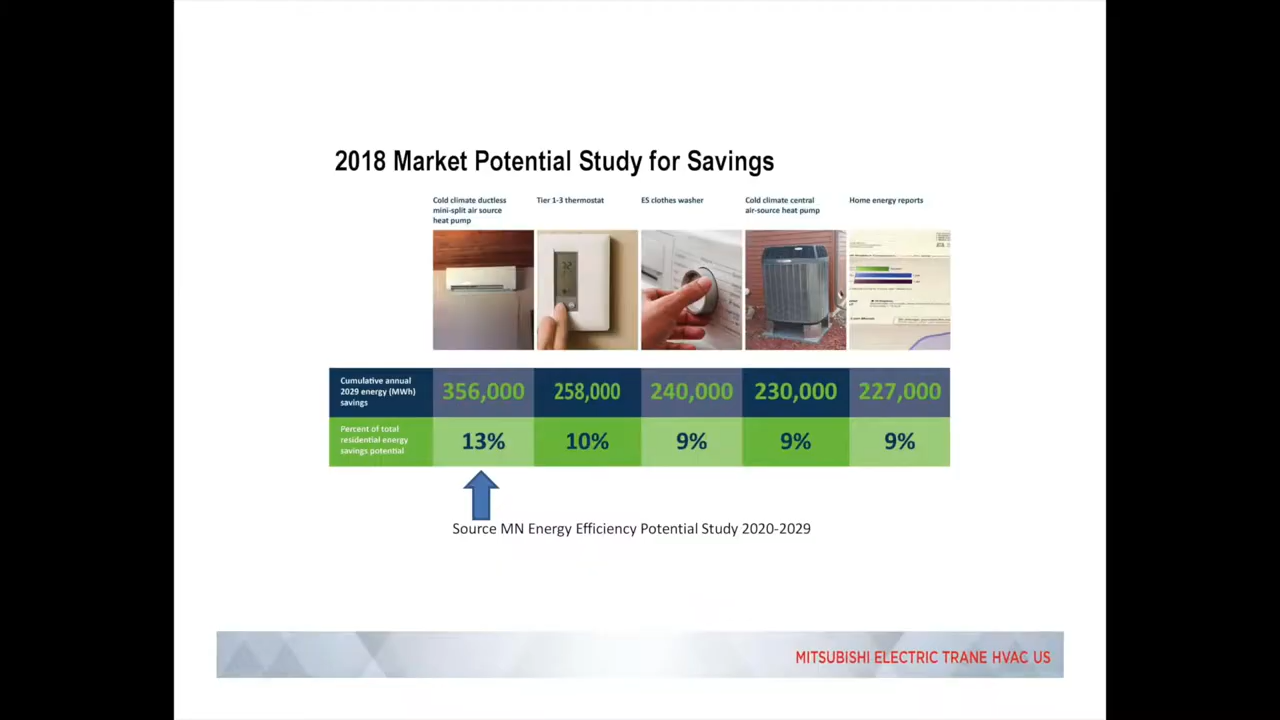 2018 Market Potential Study for Savings
Cold climate ductless
mini-split air source
heat pump
Tier 1-3 thermostat
ES clothes washer
Cold climate central
air-source heat pump
Home energy reports
Cumulative annual
2029 energy (MWh)
savings
356,000
258,000
240,000
230,000
227,000
Percent of total
residential energy
savings potential
13%
10%
9%
9%
9%
Source MN Energy Efficiency Potential Study 2020-2029
MITSUBISHI ELECTRIC TRANE HVAC US